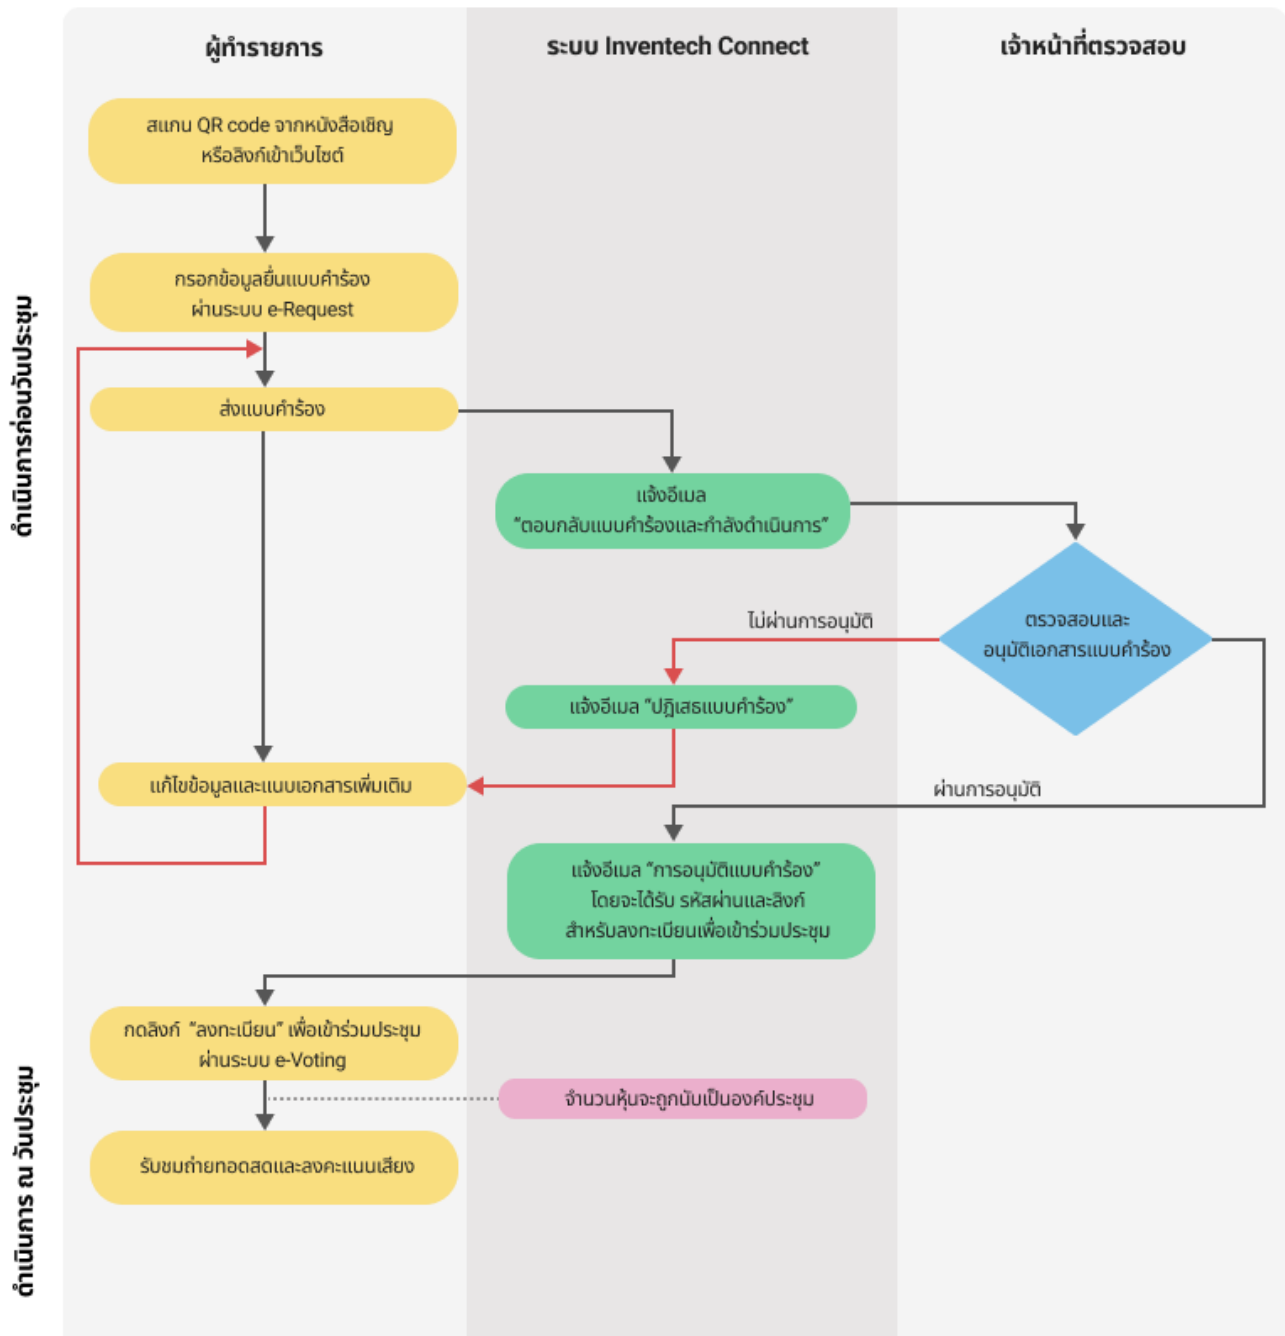 ผู้ทำรายการ
ระบบ Inventech Connect
เจ้าหน้าที่ตรวจสอบ
ดำเนินการก่อนวันประชุม
สแกน QR code จากหนังสือเชิญ
หรือลิงก์เข้าเว็บไซต์
กรอกข้อมูลยื่นแบบคำร้อง
ผ่านระบบ e-Request
ส่งแบบคำร้อง
แจ้งอีเมล
“ตอบกลับแบบคำร้องและกำลังดำเนินการ”
ตรวจสอบและ
อนุมัติเอกสารแบบคำร้อง
ไม่ผ่านการอนุมัติ
แจ้งอีเมล “ปฏิเสธแบบคำร้อง”
แก้ไขข้อมูลและแนบเอกสารเพิ่มเติม
ผ่านการอนุมัติ
แจ้งอีเมล “การอนุมัติแบบคำร้อง”
โดยจะได้รับ รหัสผ่านและลิงก์
สำหรับลงทะเบียนเพื่อเข้าร่วมประชุม
ดำเนินการ ณ วันประชุม
กดลิงก์ “ลงทะเบียน” เพื่อเข้าร่วมประชุม
ผ่านระบบ e-Voting
จำนวนหุ้นจะถูกนับเป็นองค์ประชุม
รับชมถ่ายทอดสดและลงคะแนนเสียง